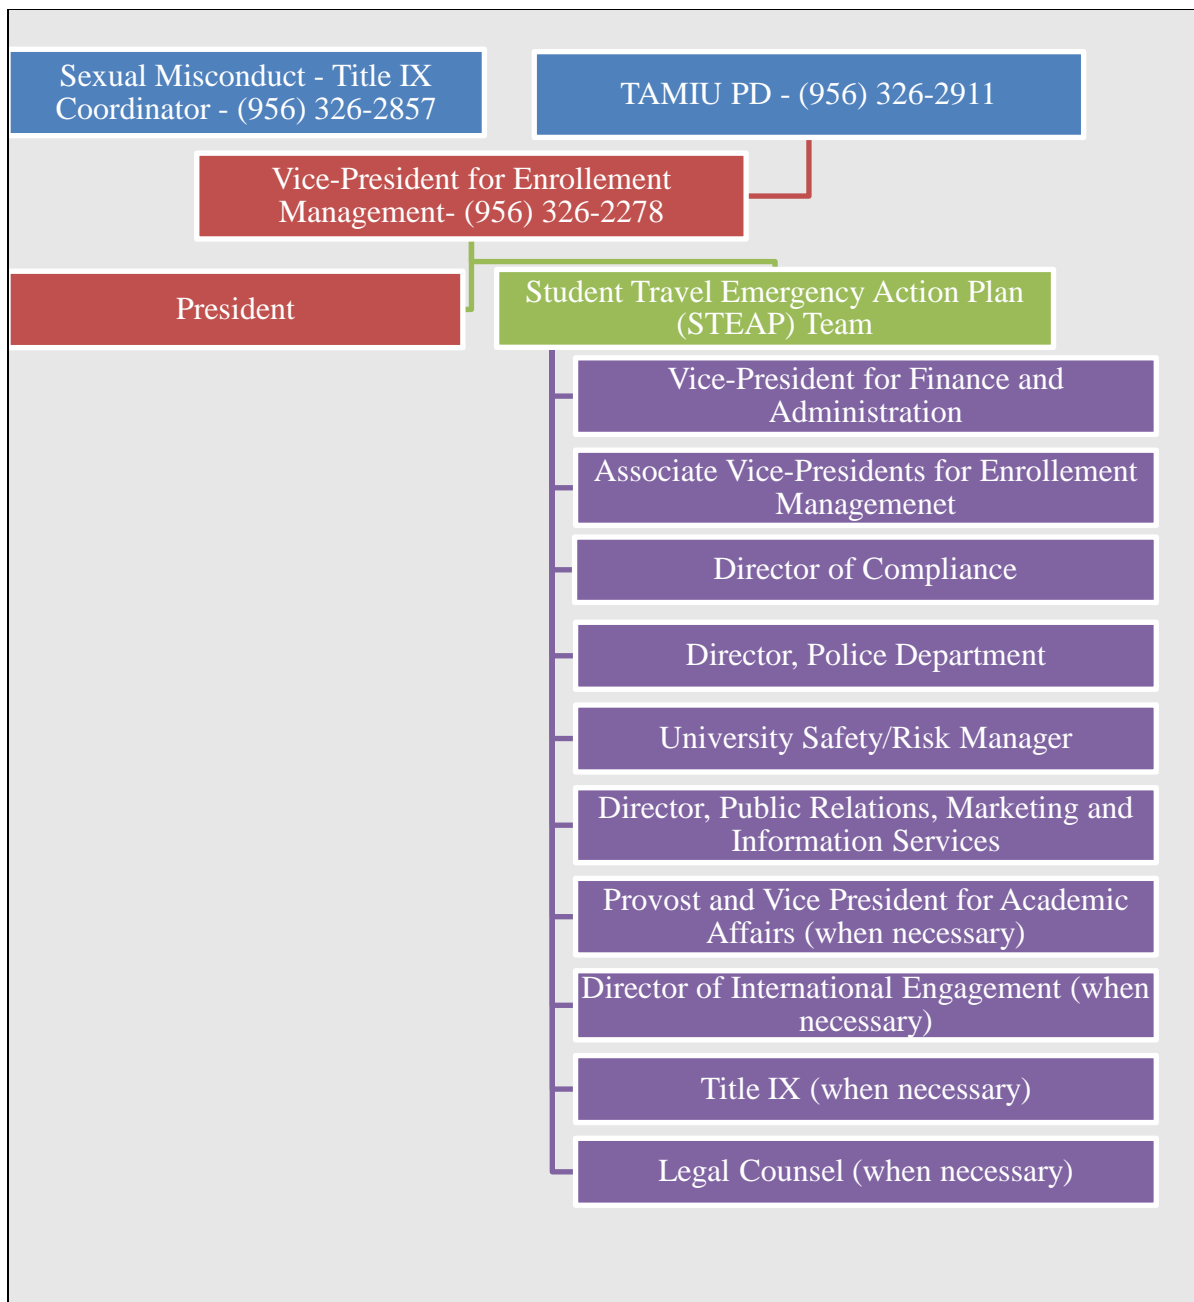 Sexual Misconduct - Title IX
Coordinator - (956) 326-2857
TAMIU PD - (956) 326-2911
Vice-President for Enrollement
Management- (956) 326-2278
President
Student Travel Emergency Action Plan
(STEAP) Team
Vice-President for Finance and
Administration
Associate Vice-Presidents for Enrollement
Managemenet
Director of Compliance
Director, Police Department
University Safety/Risk Manager
Director, Public Relations, Marketing and
Information Services
Provost and Vice President for Academic
Affairs (when necessary)
Director of International Engagement (when
necessary)
Title IX (when necessary)
Legal Counsel (when necessary)